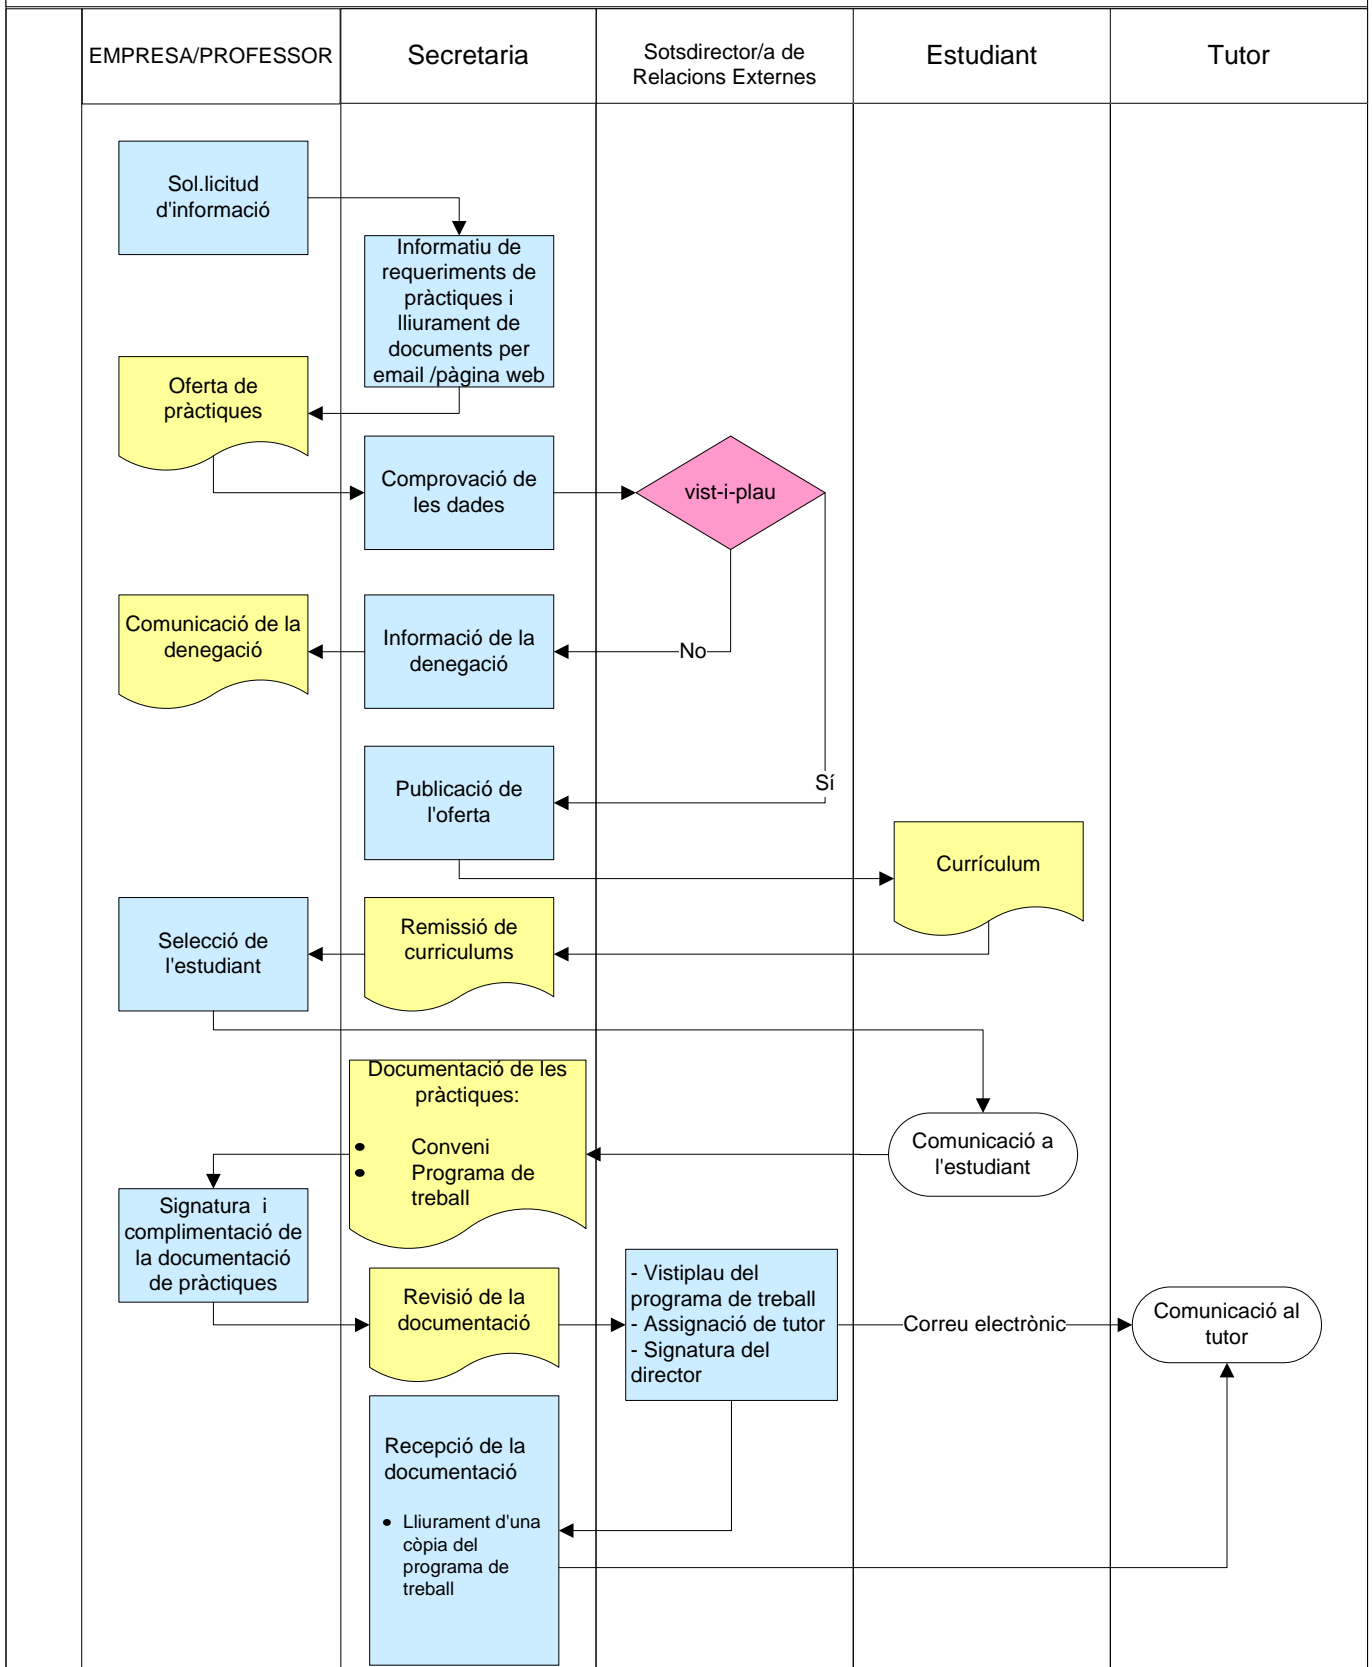 EMPRESA/PROFESSOR
Secretaria
Sotsdirector/a de
Relacions Externes
Estudiant
Tutor
Sol.licitud
d'informació
Informatiu de
requeriments de
pràctiques i
lliurament de
documents per
email /pàgina web
Oferta de
pràctiques
Comprovació de
les dades
vist-i-plau
Comunicació de la
denegació
Informació de la
denegació
No
Publicació de
l'oferta
Sí
Currículum
Selecció de
l'estudiant
Remissió de
curriculums
Documentació de les
pràctiques:
• Conveni
• Programa de
treball
Comunicació a
l'estudiant
Signatura i
complimentació de
la documentació
de pràctiques
Revisió de la
documentació
- Vistiplau del
programa de treball
- Assignació de tutor
- Signatura del
director
Correu electrònic
Comunicació al
tutor
Recepció de la
documentació
• Lliurament d'una
còpia del
programa de
treball